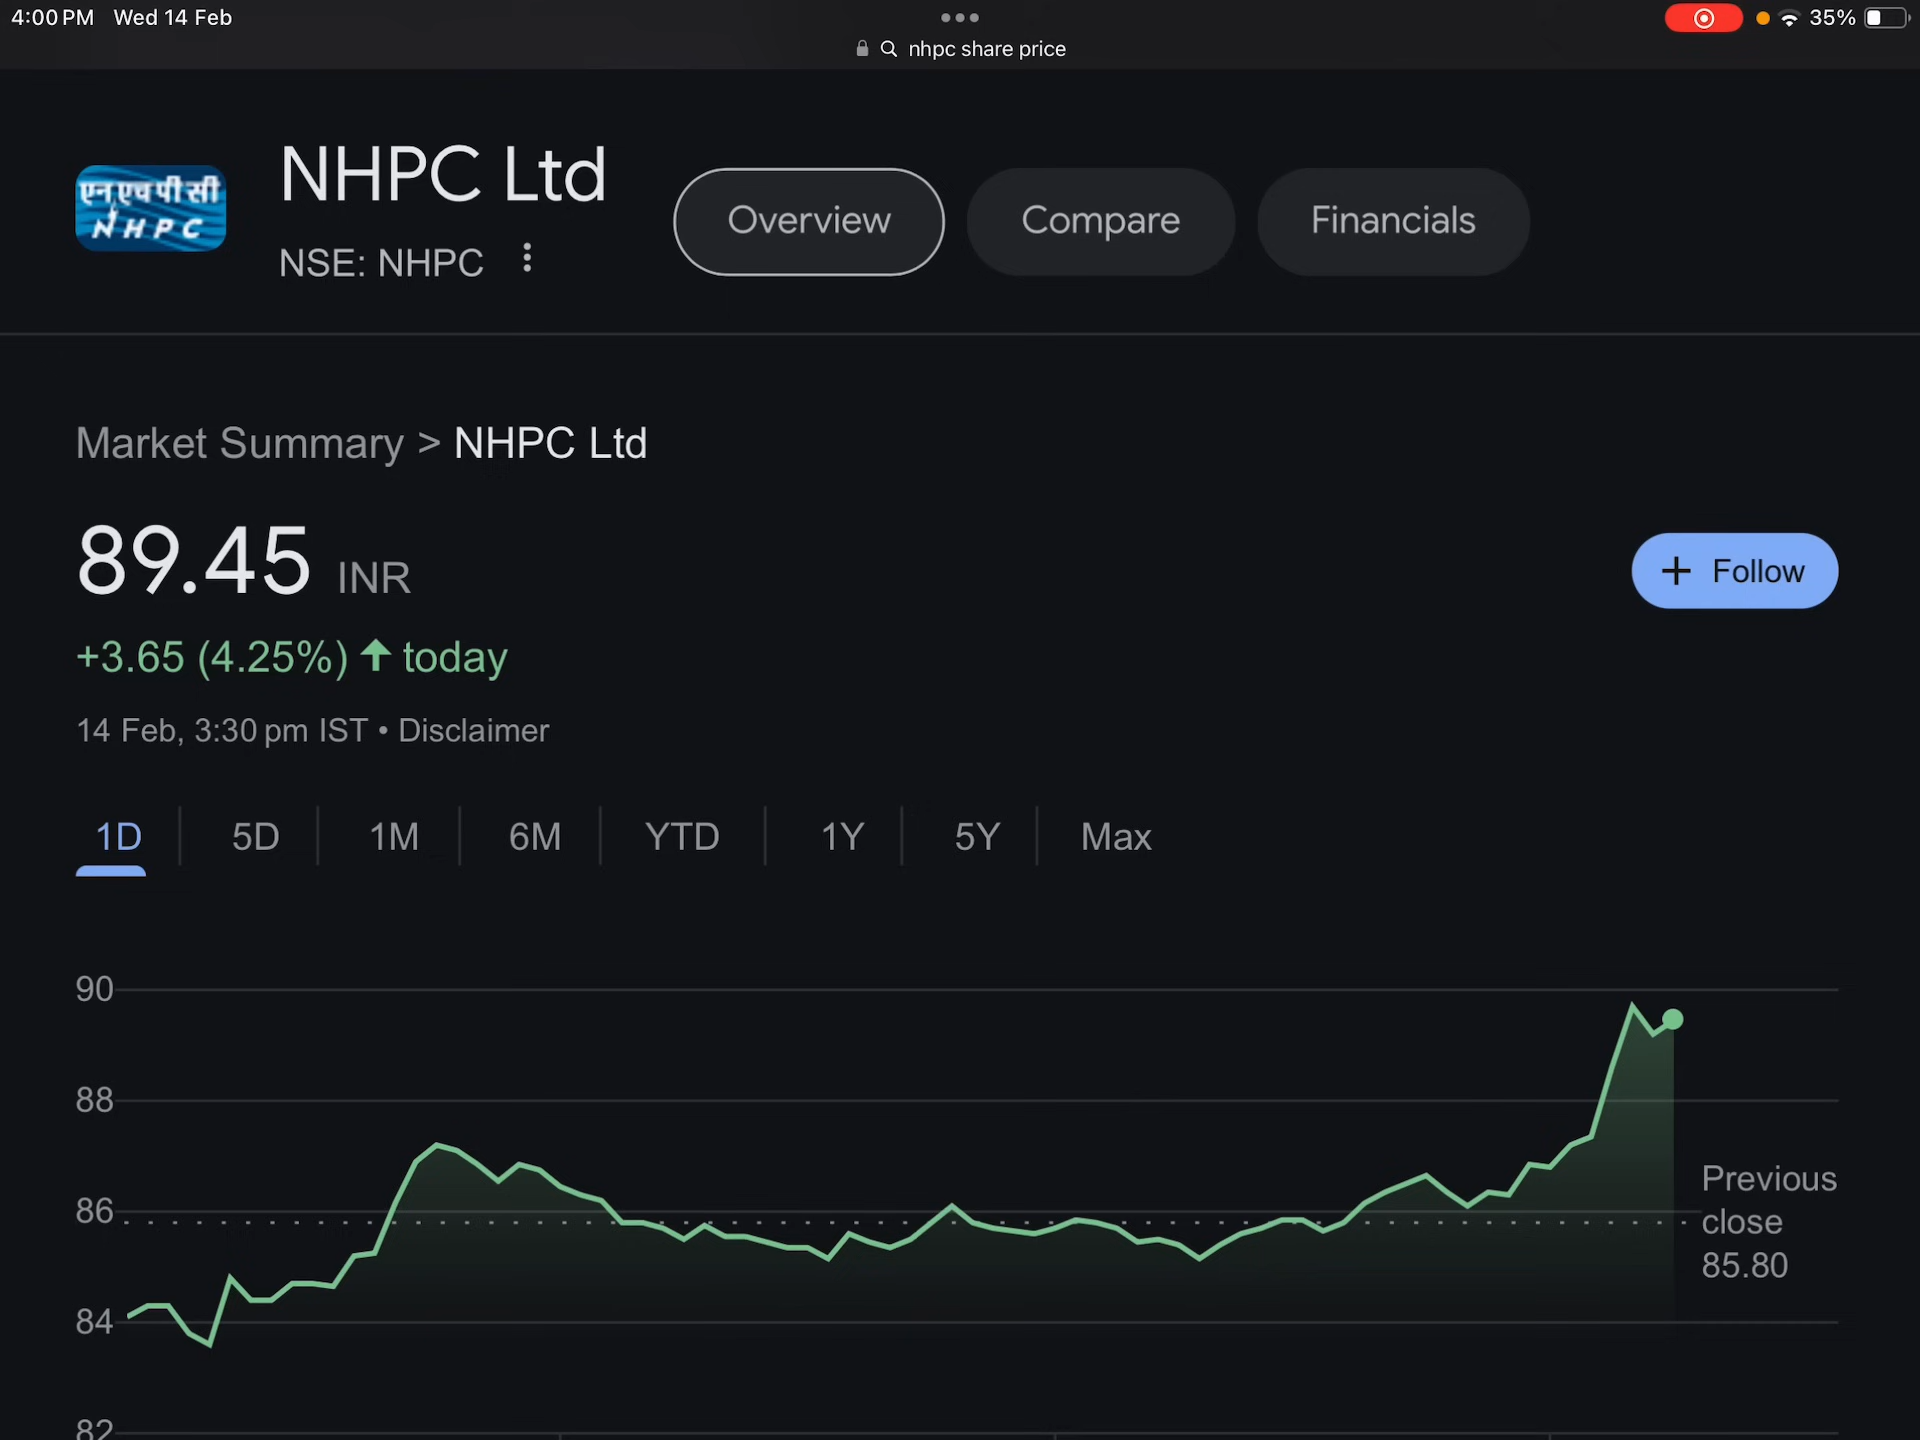 4:00 PM Wed 14 Feb
35%
nhpc share price
एन एच पी सी
NHPC
NHPC Ltd
NSE: NHPC
Overview
Compare
Financials
Market Summary > NHPC Ltd
89.45 INR
+ Follow
+3.65 (4.25%) ↑ today
14 Feb, 3:30 pm IST • Disclaimer
1D 5D 1M 6M YTD 1Y 5Y Max
90
88
86
84
82
Previous
close
85.80